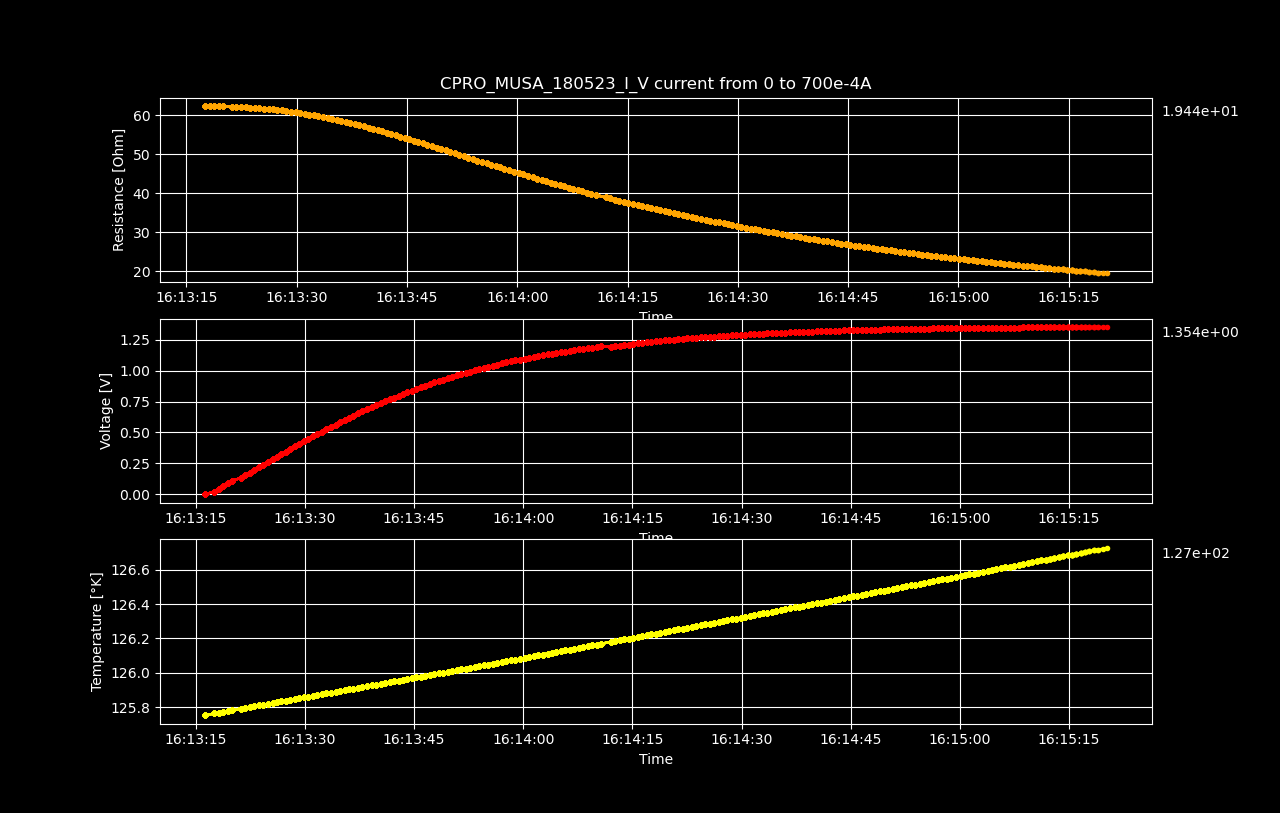 CPRO_MUSA_180523_I_V current from 0 to 700e-4A
1.944e+01
Resistance [Ohm]
60
50
40
30
20
16:13:15 16:13:30 16:13:45 16:14:00 16:14:15 16:14:30 16:14:45 16:15:00 16:15:15
Time
1.354e+00
Voltage [V]
1.25
1.00
0.75
0.50
0.25
0.00
16:13:15 16:13:30 16:13:45 16:14:00 16:14:15 16:14:30 16:14:45 16:15:00 16:15:15
Time
1.27e+02
Temperature [°K]
126.6
126.4
126.2
126.0
125.8
16:13:15 16:13:30 16:13:45 16:14:00 16:14:15 16:14:30 16:14:45 16:15:00 16:15:15
Time